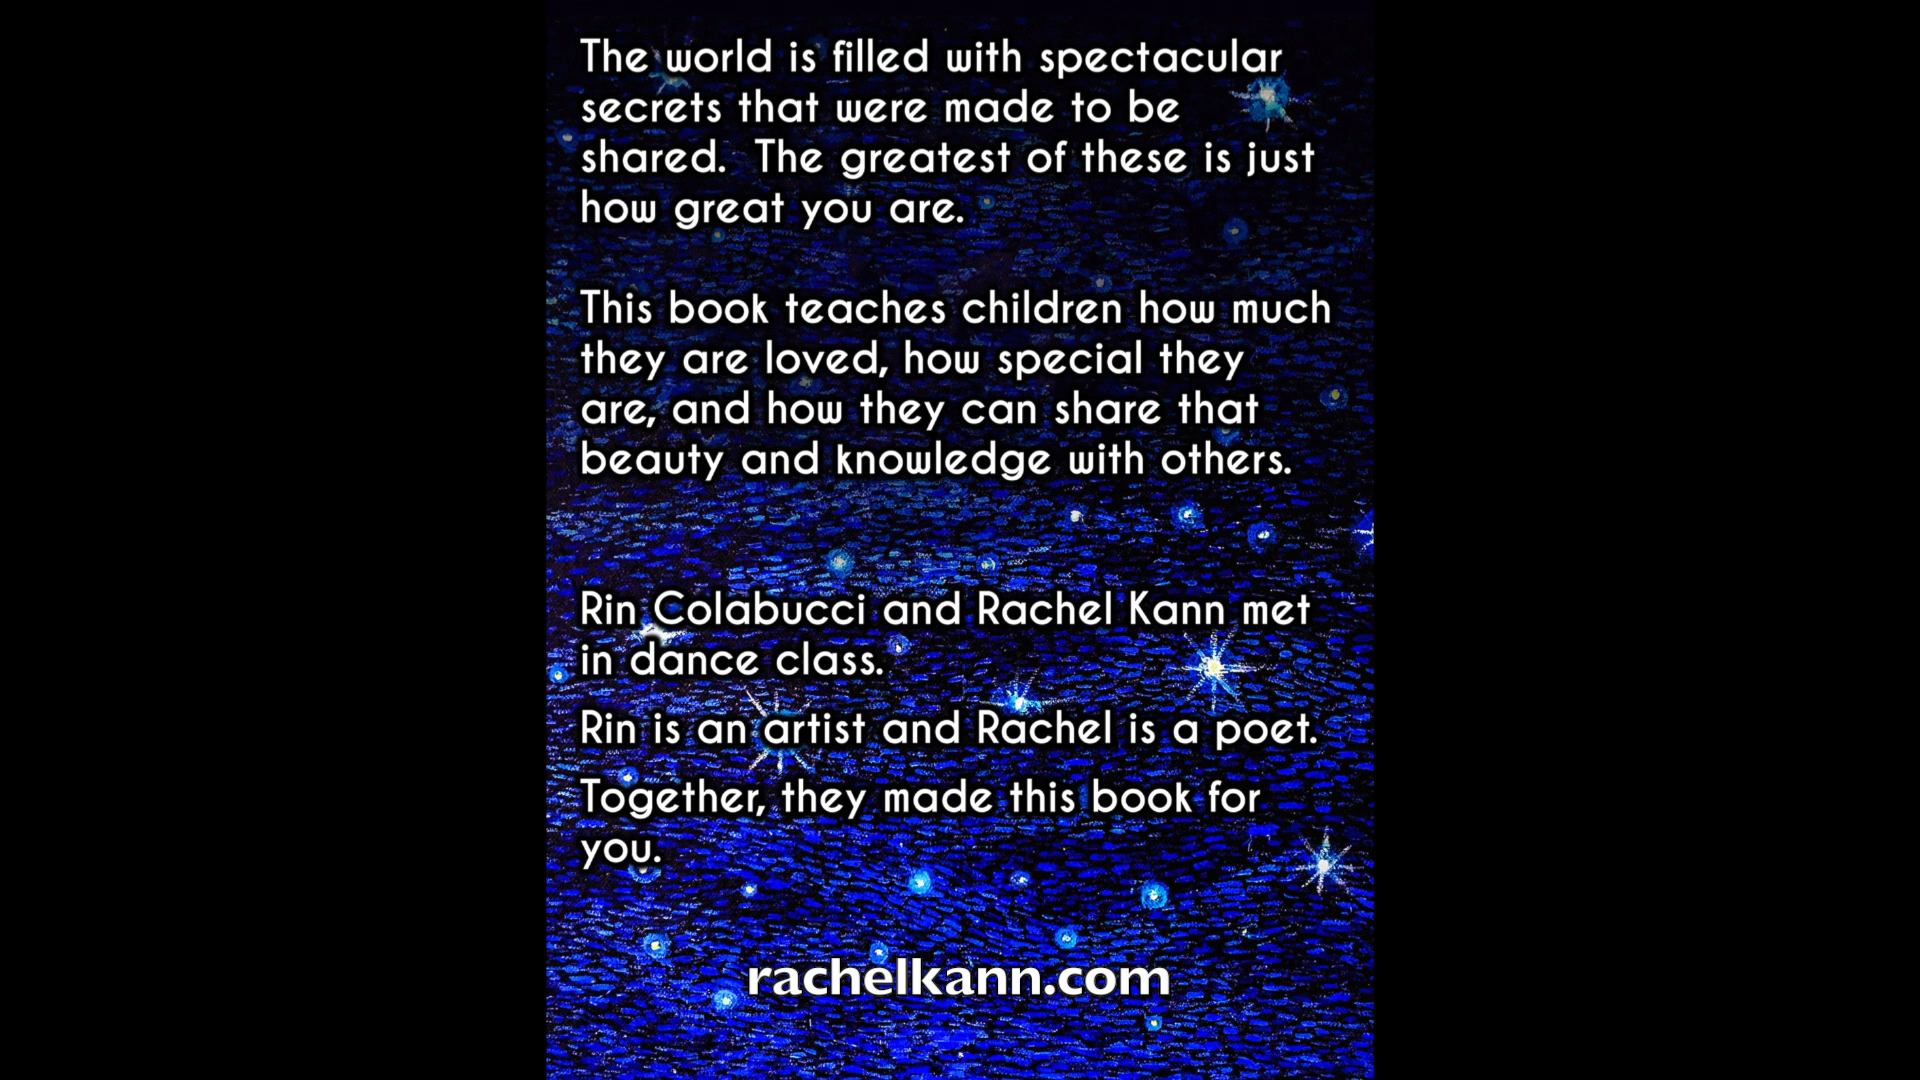 The world is filled with spectacular
secrets that were made to be
shared.  The greatest of these is just
how great you are.
This book teaches children how much
they are loved, how special they
are, and how they can share that
beauty and knowledge with others.
Rin Colabucci and Rachel Kann met
in dance class.
Rin is an artist and Rachel is a poet.
Together, they made this book for
you.
rachelkann.com